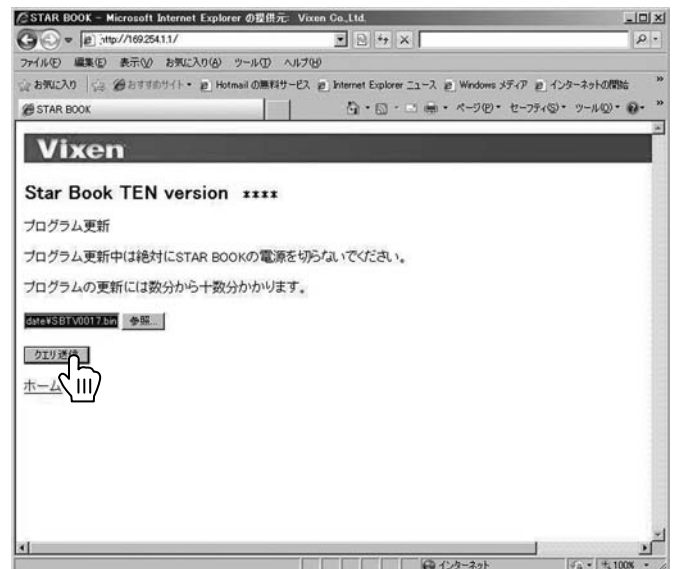 STAR BOOK - Microsoft Internet Explorer の提供元: Vixen Co.,Ltd.
http://169.254.1.1/
ファイル(F) 編集(E) 表示(V) お気に入り(A) ツール(T) ヘルプ(H)
お気に入り おすすめサイト Hotmail の無料サービス Internet Explorer ニュース Windows メディア インターネットの開始 »
STAR BOOK ページ(P) セーフティ(S) ツール(O) »
Vixen
Star Book TEN version ****
プログラム更新
プログラム更新中は絶対にSTAR BOOKの電源を切らないでください。
プログラムの更新には数分から十数分かかります。
date¥SBTV0017.bin 参照...
クエリ送信
ホーム
インターネット 100%